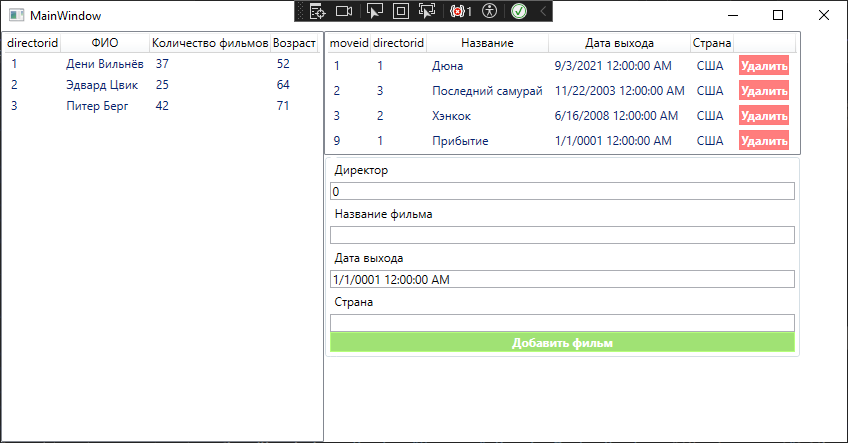 MainWindow
1
directorid ФИО Количество фильмов Возраст
1 Дени Вильнёв 37 52
2 Эдвард Цвик 25 64
3 Питер Берг 42 71
moveid directorid Название Дата выхода Страна
1 1 Дюна 9/3/2021 12:00:00 AM США Удалить
2 3 Последний самурай 11/22/2003 12:00:00 AM США Удалить
3 2 Хэнкок 6/16/2008 12:00:00 AM США Удалить
9 1 Прибытие 1/1/0001 12:00:00 AM США Удалить
Директор
0
Название фильма
Дата выхода
1/1/0001 12:00:00 AM
Страна
Добавить фильм